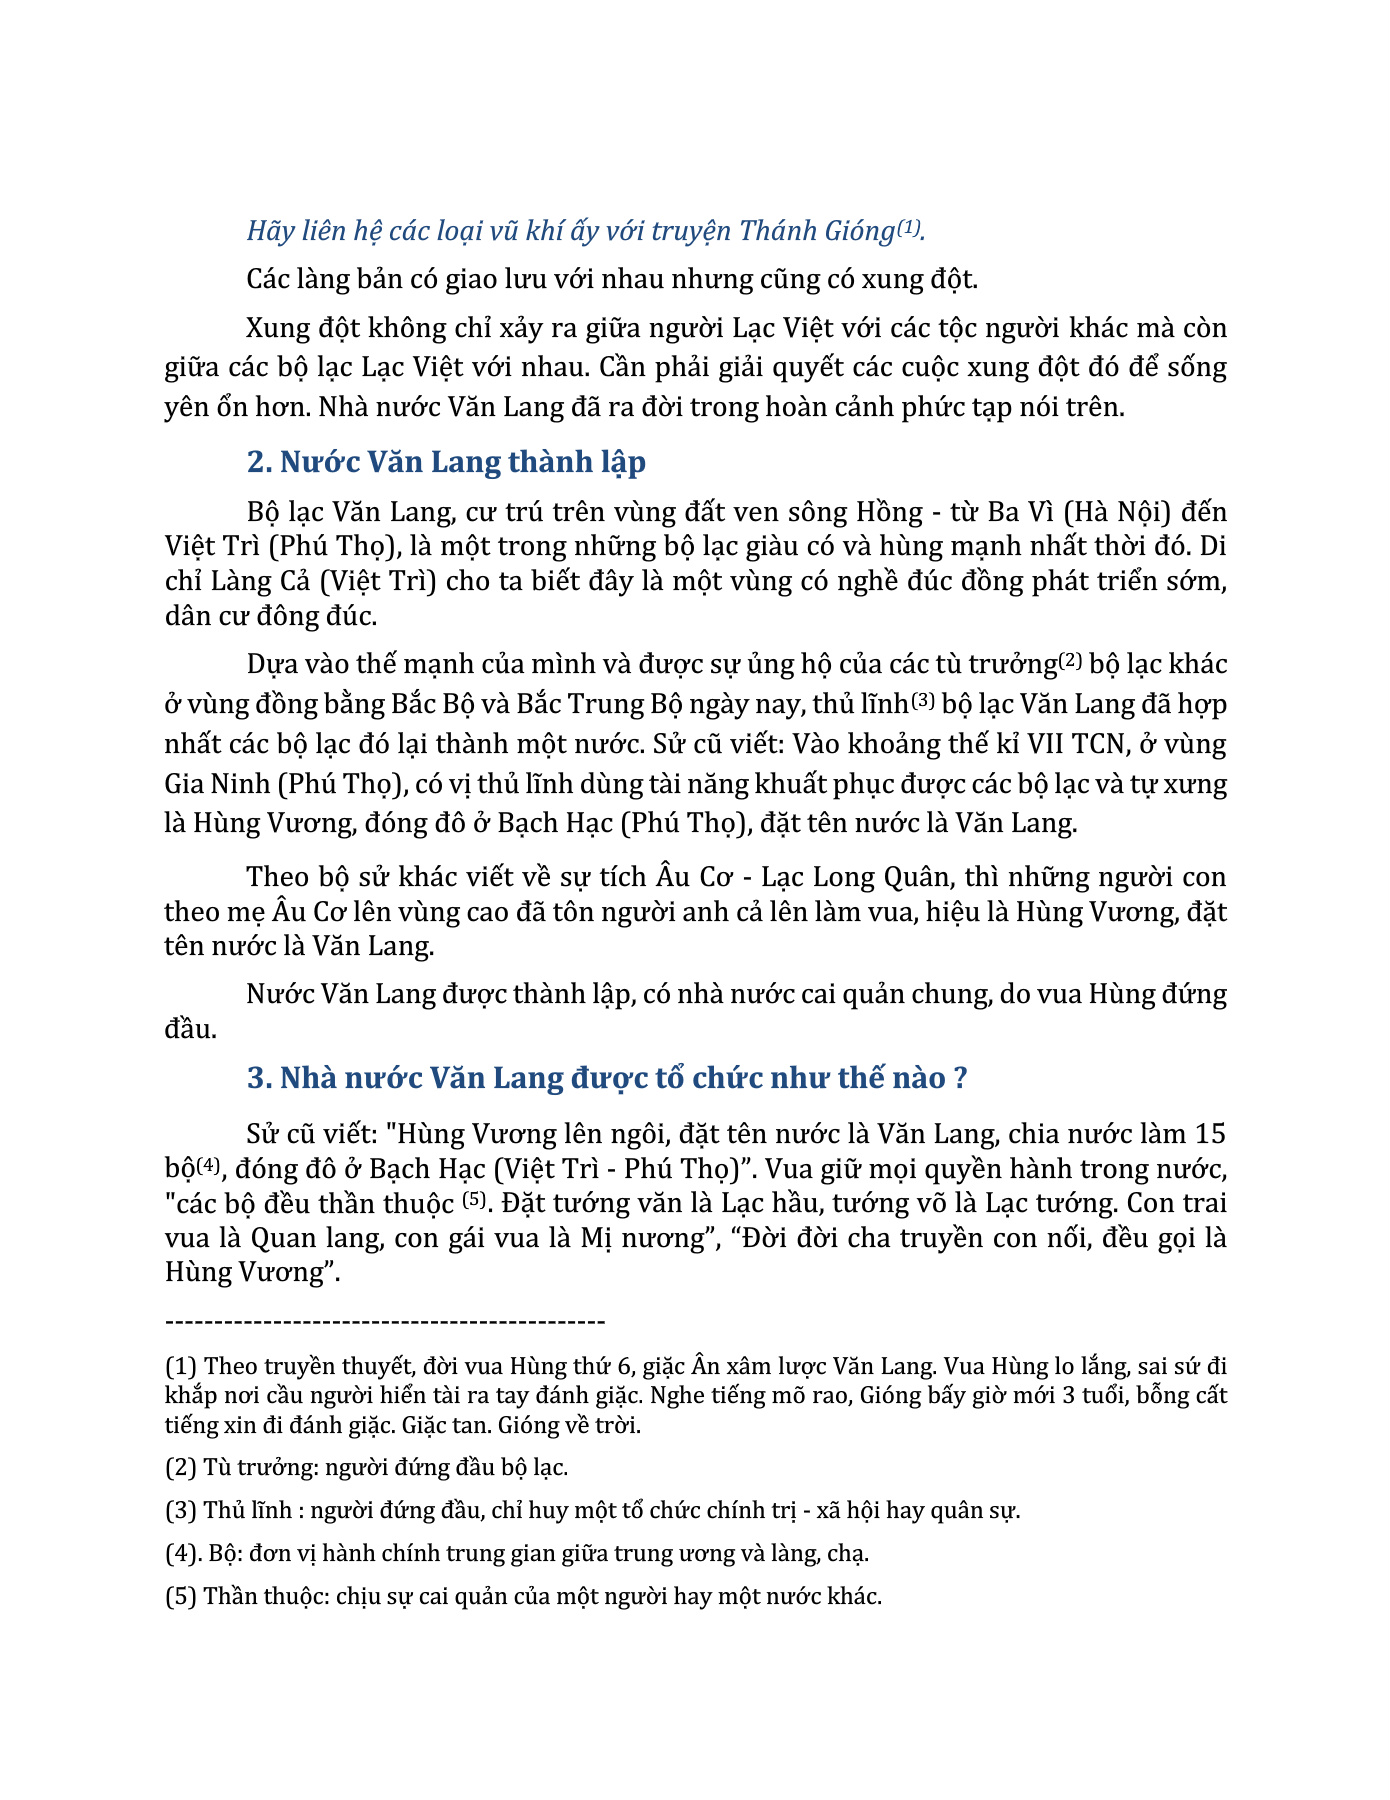 Hãy liên hệ các loại vũ khí ấy với truyện Thánh Gióng(1).
Các làng bản có giao lưu với nhau nhưng cũng có xung đột.
Xung đột không chỉ xảy ra giữa người Lạc Việt với các tộc người khác mà còn
giữa các bộ lạc Lạc Việt với nhau. Cần phải giải quyết các cuộc xung đột đó để sống
yên ổn hơn. Nhà nước Văn Lang đã ra đời trong hoàn cảnh phức tạp nói trên.
2. Nước Văn Lang thành lập
Bộ lạc Văn Lang, cư trú trên vùng đất ven sông Hồng - từ Ba Vì (Hà Nội) đến
Việt Trì (Phú Thọ), là một trong những bộ lạc giàu có và hùng mạnh nhất thời đó. Di
chỉ Làng Cả (Việt Trì) cho ta biết đây là một vùng có nghề đúc đồng phát triển sớm,
dân cư đông đúc.
Dựa vào thế mạnh của mình và được sự ủng hộ của các tù trưởng(2) bộ lạc khác
ở vùng đồng bằng Bắc Bộ và Bắc Trung Bộ ngày nay, thủ lĩnh(3) bộ lạc Văn Lang đã hợp
nhất các bộ lạc đó lại thành một nước. Sử cũ viết: Vào khoảng thế kỉ VII TCN, ở vùng
Gia Ninh (Phú Thọ), có vị thủ lĩnh dùng tài năng khuất phục được các bộ lạc và tự xưng
là Hùng Vương, đóng đô ở Bạch Hạc (Phú Thọ), đặt tên nước là Văn Lang.
Theo bộ sử khác viết về sự tích Âu Cơ - Lạc Long Quân, thì những người con
theo mẹ Âu Cơ lên vùng cao đã tôn người anh cả lên làm vua, hiệu là Hùng Vương, đặt
tên nước là Văn Lang.
Nước Văn Lang được thành lập, có nhà nước cai quản chung, do vua Hùng đứng
đầu.
3. Nhà nước Văn Lang được tổ chức như thế nào ?
Sử cũ viết: "Hùng Vương lên ngôi, đặt tên nước là Văn Lang, chia nước làm 15
bộ(4), đóng đô ở Bạch Hạc (Việt Trì - Phú Thọ)”. Vua giữ mọi quyền hành trong nước,
"các bộ đều thần thuộc (5). Đặt tướng văn là Lạc hầu, tướng võ là Lạc tướng. Con trai
vua là Quan lang, con gái vua là Mị nương”, “Đời đời cha truyền con nối, đều gọi là
Hùng Vương”.
---------------------------------------------
(1) Theo truyền thuyết, đời vua Hùng thứ 6, giặc Ân xâm lược Văn Lang. Vua Hùng lo lắng, sai sứ đi
khắp nơi cầu người hiển tài ra tay đánh giặc. Nghe tiếng mõ rao, Gióng bấy giờ mới 3 tuổi, bỗng cất
tiếng xin đi đánh giặc. Giặc tan. Gióng về trời.
(2) Tù trưởng: người đứng đầu bộ lạc.
(3) Thủ lĩnh : người đứng đầu, chỉ huy một tổ chức chính trị - xã hội hay quân sự.
(4). Bộ: đơn vị hành chính trung gian giữa trung ương và làng, chạ.
(5) Thần thuộc: chịu sự cai quản của một người hay một nước khác.